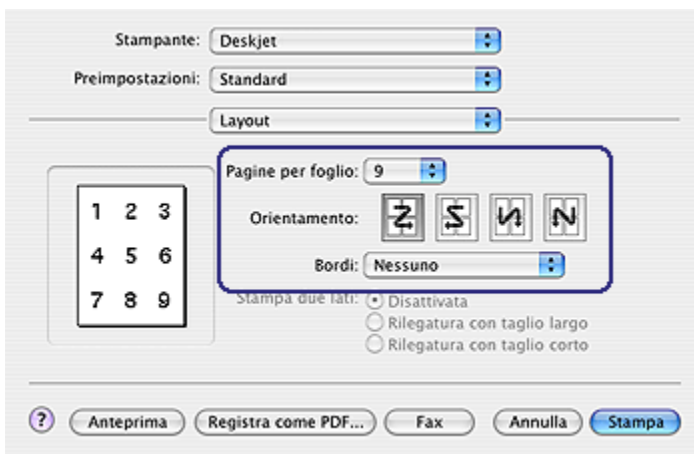 Stampante: Deskjet
Preimpostazioni: Standard
Layout
Pagine per foglio: 9
Orientamento:
Bordi: Nessuno
1 2 3
4 5 6
7 8 9
Stampa due lati: Disattivata
Rilegatura con taglio largo
Rilegatura con taglio corto
? Anteprima Registra come PDF... Fax Annulla Stampa